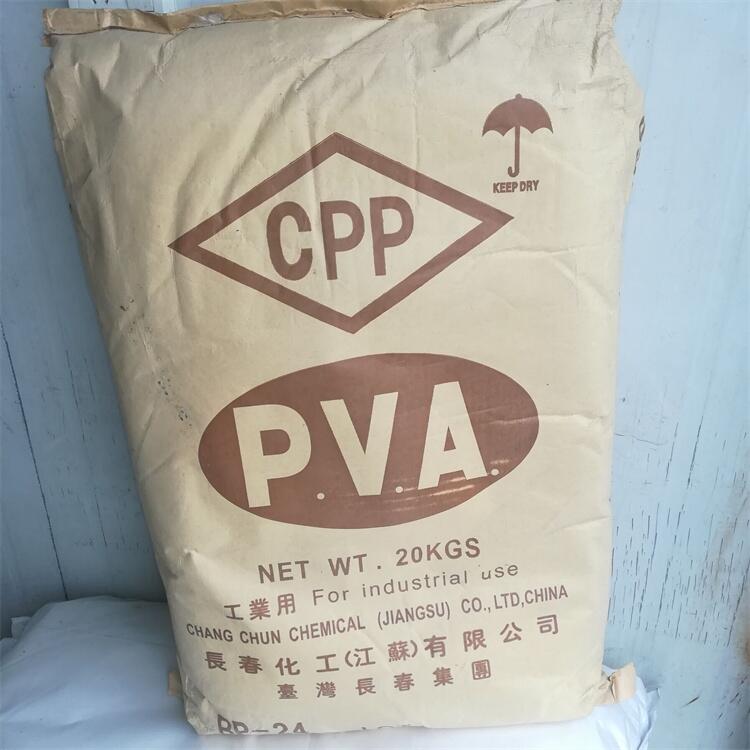 CPP
KEEP DRY
P.V.A.
NET WT. 20KGS
工業用 For industrial use
CHANG CHUN CHEMICAL (JIANGSU) CO.,LTD,CHINA
長春化工(江蘇)有限公司
臺灣長春集團